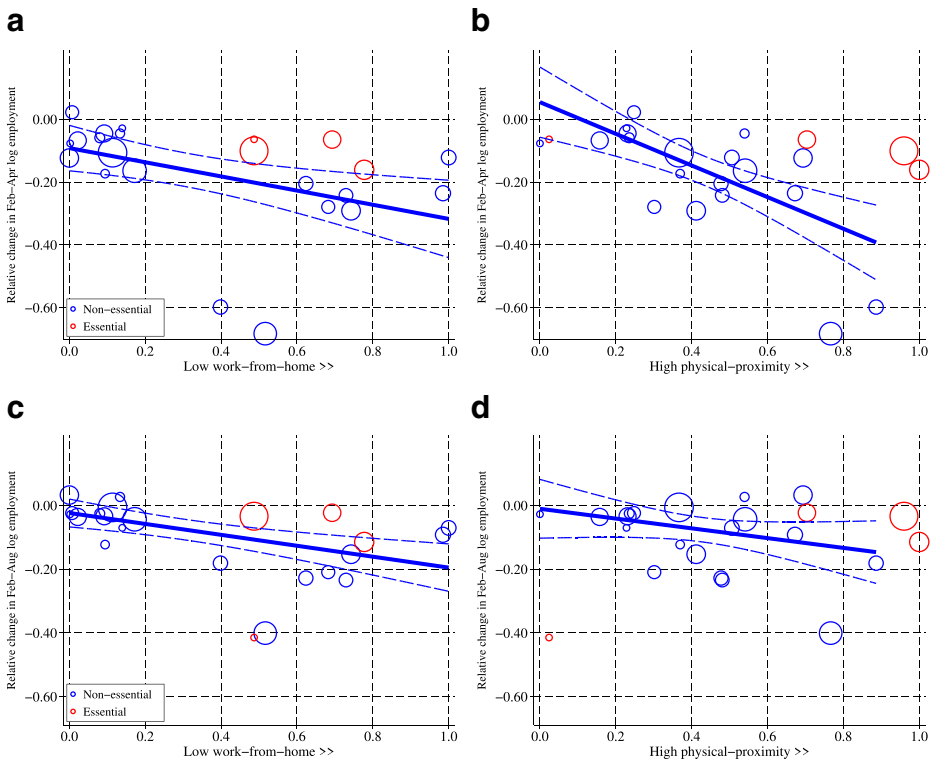 a
Relative change in Feb−Apr log employment
0.00
−0.20
−0.40
−0.60
Non−essential
Essential
0.0 0.2 0.4 0.6 0.8 1.0
Low work−from−home >>
b
Relative change in Feb−Apr log employment
0.00
−0.20
−0.40
−0.60
0.0 0.2 0.4 0.6 0.8 1.0
High physical−proximity >>
c
Relative change in Feb−Aug log employment
0.00
−0.20
−0.40
−0.60
Non−essential
Essential
0.0 0.2 0.4 0.6 0.8 1.0
Low work−from−home >>
d
Relative change in Feb−Aug log employment
0.00
−0.20
−0.40
−0.60
0.0 0.2 0.4 0.6 0.8 1.0
High physical−proximity >>